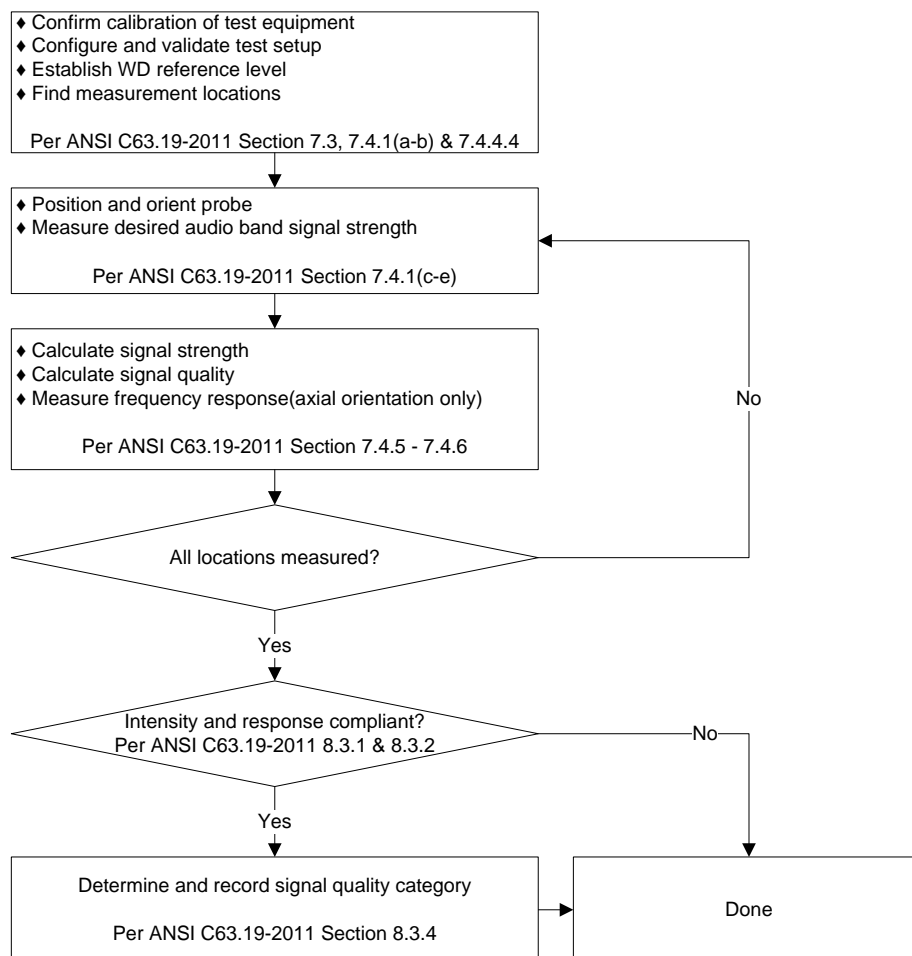 ♦ Confirm calibration of test equipment
♦ Configure and validate test setup
♦ Establish WD reference level
♦ Find measurement locations
Per ANSI C63.19-2011 Section 7.3, 7.4.1(a-b) & 7.4.4.4
♦ Position and orient probe
♦ Measure desired audio band signal strength
Per ANSI C63.19-2011 Section 7.4.1(c-e)
♦ Calculate signal strength
♦ Calculate signal quality
♦ Measure frequency response(axial orientation only)
Per ANSI C63.19-2011 Section 7.4.5 - 7.4.6
No
All locations measured?
Yes
Intensity and response compliant?
Per ANSI C63.19-2011 8.3.1 & 8.3.2
No
Yes
Determine and record signal quality category
Per ANSI C63.19-2011 Section 8.3.4
Done